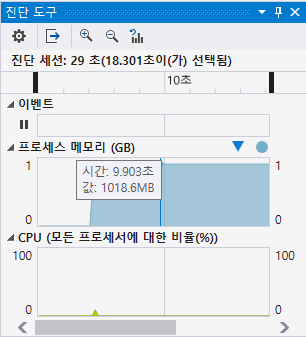 진단 도구
진단 세션: 29 초(18.301초이(가) 선택됨)
10초
이벤트
프로세스 메모리 (GB)
1 1
시간: 9.903초
값: 1018.6MB
0 0
CPU (모든 프로세서에 대한 비율(%))
100 100
0 0